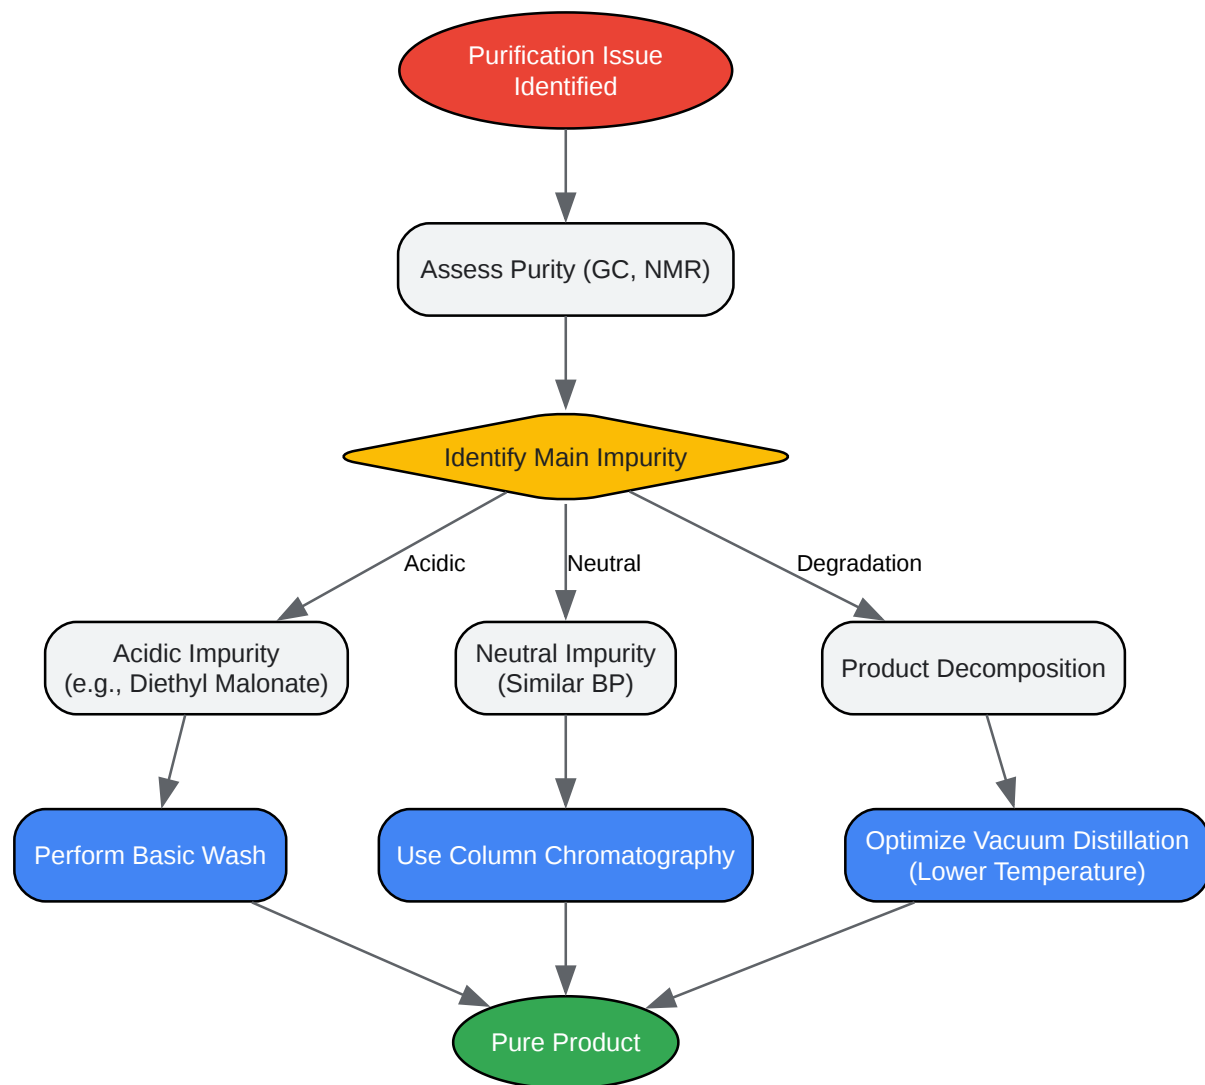 Purification Issue
Identified
Assess Purity (GC, NMR)
Identify Main Impurity
Acidic
Neutral
Degradation
Acidic Impurity
(e.g., Diethyl Malonate)
Neutral Impurity
(Similar BP)
Product Decomposition
Perform Basic Wash
Use Column Chromatography
Optimize Vacuum Distillation
(Lower Temperature)
Pure Product